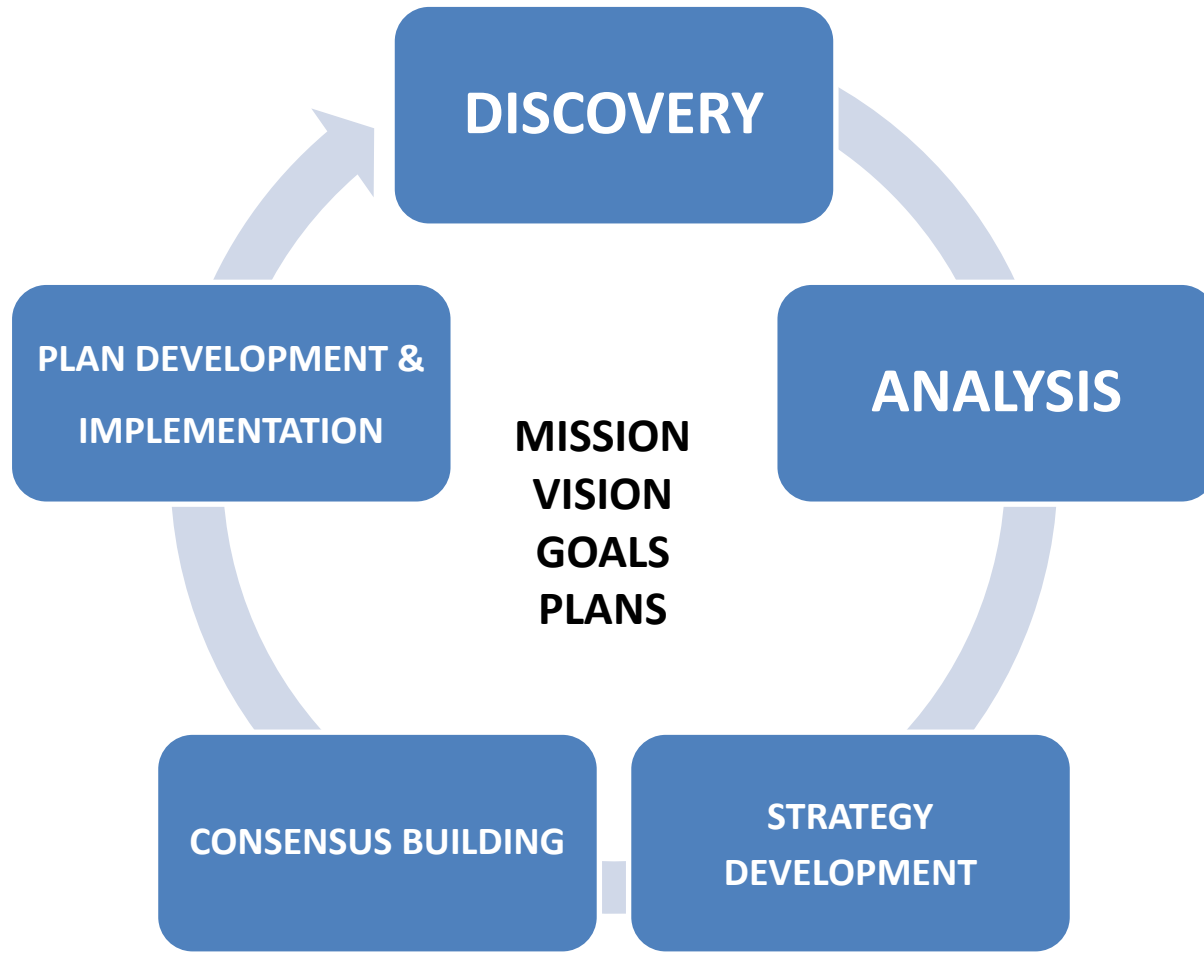 DISCOVERY
ANALYSIS
STRATEGY
DEVELOPMENT
CONSENSUS BUILDING
PLAN DEVELOPMENT &
IMPLEMENTATION
MISSION
VISION
GOALS
PLANS